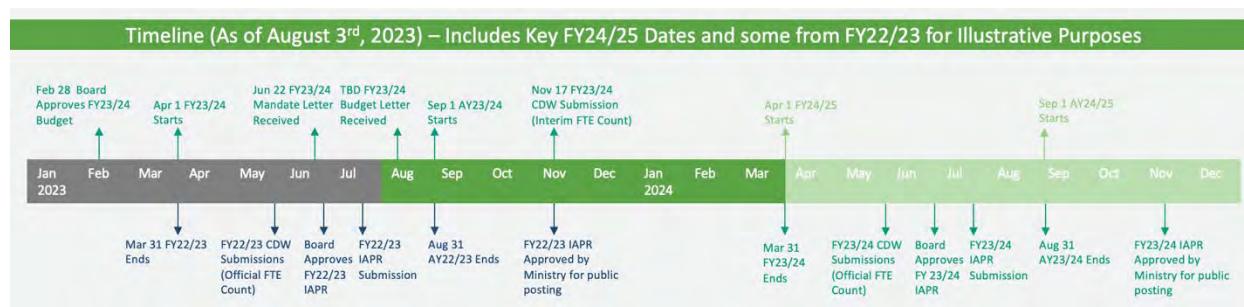 Timeline (As of August 3rd, 2023) – Includes Key FY24/25 Dates and some from FY22/23 for Illustrative Purposes
Feb 28 Board
Approves FY23/24
Budget
Apr 1 FY23/24
Starts
Jun 22 FY23/24
Mandate Letter
Received
TBD FY23/24
Budget Letter
Received
Sep 1 AY23/24
Starts
Nov 17 FY23/24
CDW Submission
(Interim FTE Count)
Apr 1 FY24/25
Starts
Sep 1 AY24/25
Starts
Jan Feb Mar Apr May Jun Jul Aug Sep Oct Nov Dec Jan Feb Mar Apr May Jun Jul Aug Sep Oct Nov Dec
2023 2024
Mar 31 FY22/23
Ends
FY22/23 CDW
Submissions
(Official FTE
Count)
Board
Approves
FY22/23
IAPR
FY22/23
IAPR
Submission
Aug 31
AY22/23 Ends
FY22/23 IAPR
Approved by
Ministry for public
posting
Mar 31
FY23/24
Ends
FY23/24 CDW
Submissions
(Official FTE
Count)
Board
Approves
FY 23/24
IAPR
FY23/24
IAPR
Submission
Aug 31
AY23/24 Ends
FY23/24 IAPR
Approved by
Ministry for public
posting